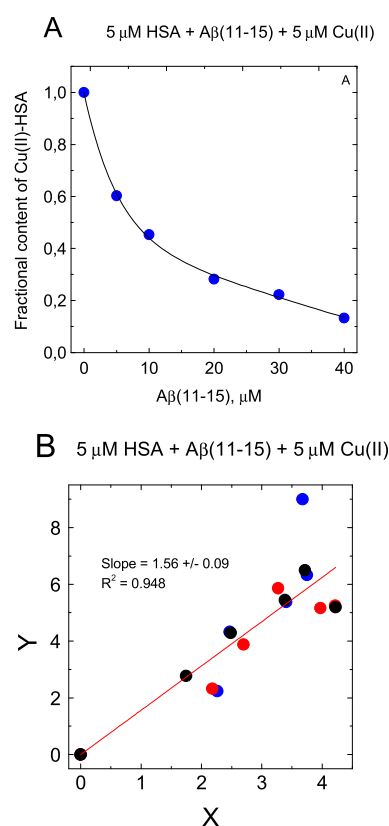 A
5 μM HSA + Aβ(11-15) + 5 μM Cu(II)
A
Fractional content of Cu(II)-HSA
1,0
0,8
0,6
0,4
0,2
0,0
0 10 20 30 40
Aβ(11-15), μM
B
5 μM HSA + Aβ(11-15) + 5 μM Cu(II)
Slope = 1.56 +/- 0.09
R² = 0.948
Y
8
6
4
2
0
0 1 2 3 4
X